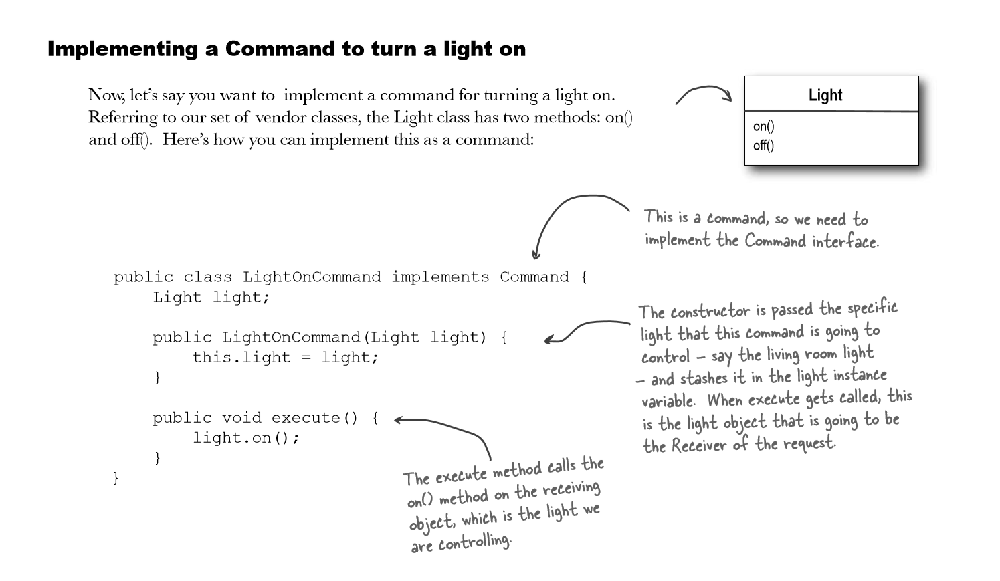 Implementing a Command to turn a light on
Now, let's say you want to  implement a command for turning a light on.
Referring to our set of vendor classes, the Light class has two methods: on()
and off().  Here's how you can implement this as a command:
Light
on()
off()
This is a command, so we need to
implement the Command interface.
public class LightOnCommand implements Command {
    Light light;
    public LightOnCommand(Light light) {
        this.light = light;
    }
    public void execute() {
        light.on();
    }
}
The constructor is passed the specific
light that this command is going to
control – say the living room light
– and stashes it in the light instance
variable.  When execute gets called, this
is the light object that is going to be
the Receiver of the request.
The execute method calls the
on() method on the receiving
object, which is the light we
are controlling.